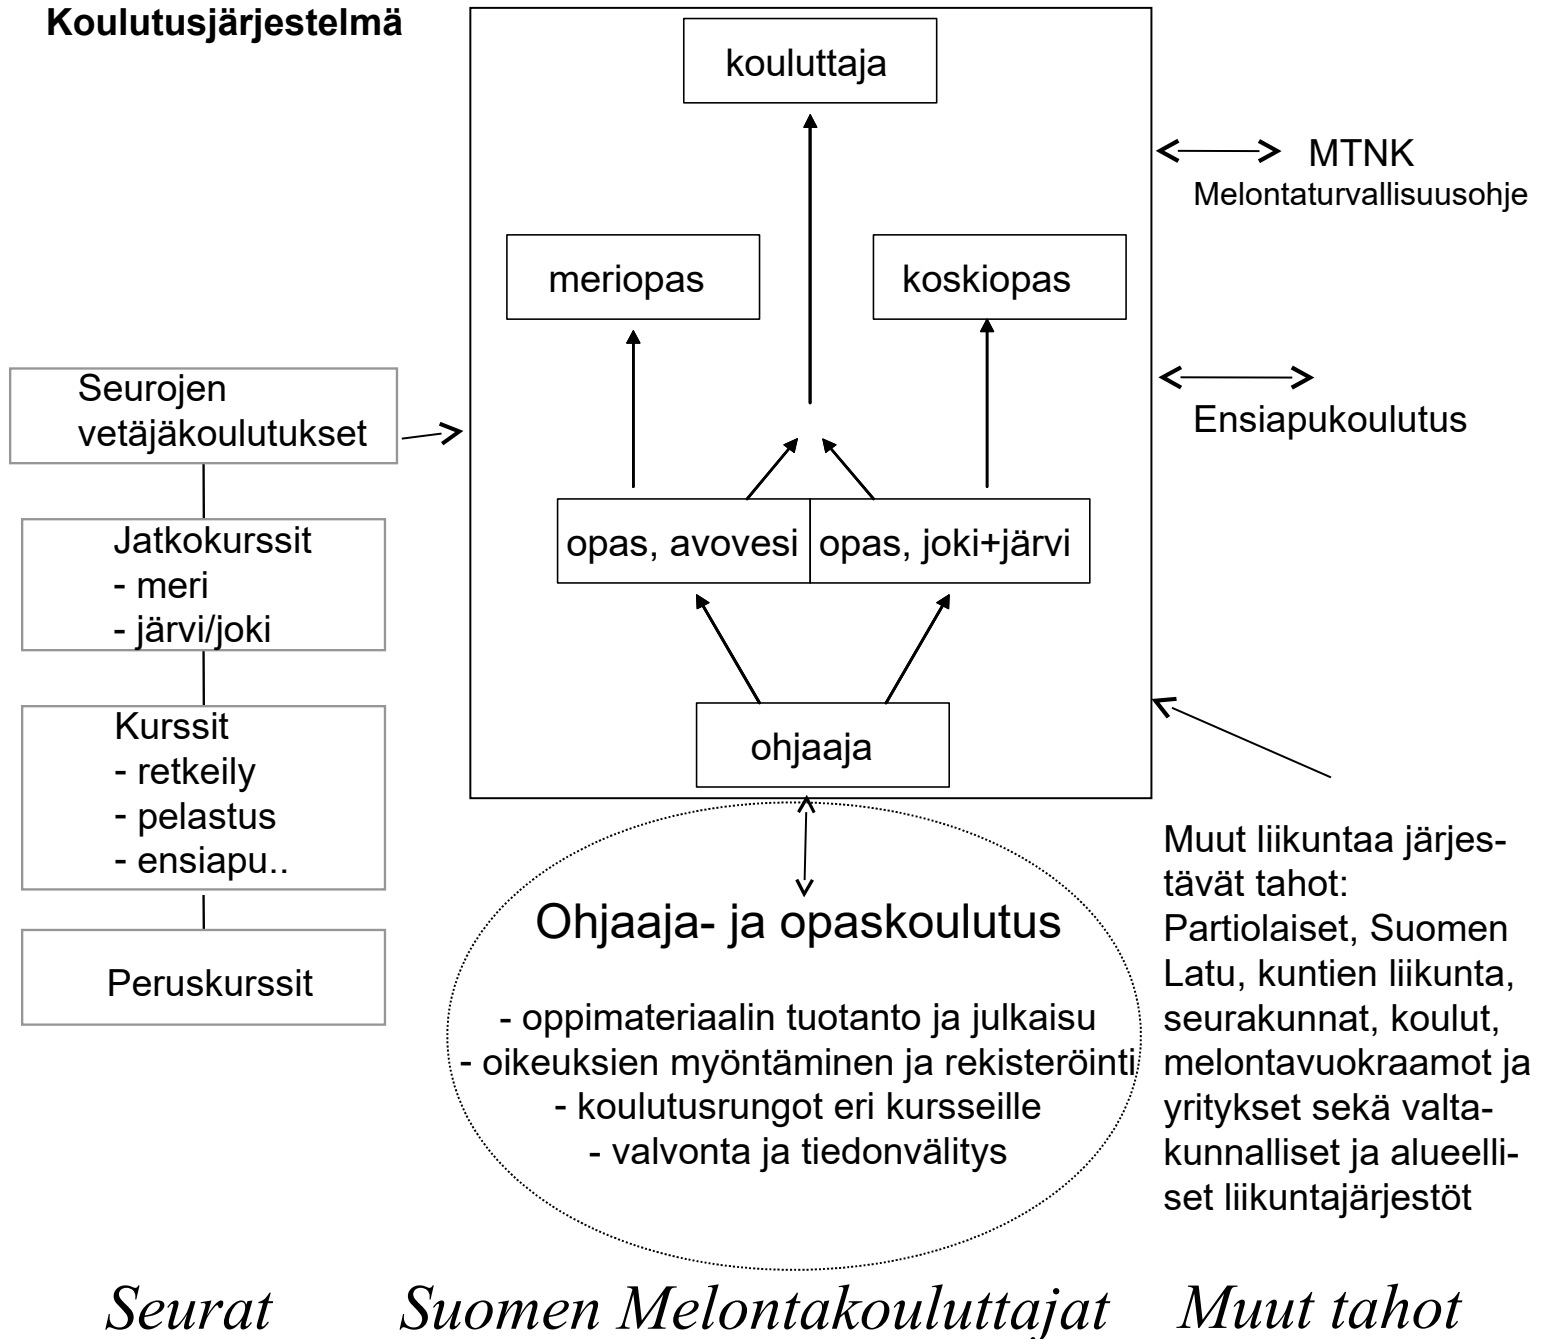 Koulutusjärjestelmä
kouluttaja
MTNK
Melontaturvallisuusohje
meriopas
koskiopas
Seurojen
vetäjäkoulutukset
Ensiapukoulutus
Jatkokurssit
- meri
- järvi/joki
opas, avovesi
opas, joki+järvi
Kurssit
- retkeily
- pelastus
- ensiapu..
ohjaaja
Peruskurssit
Ohjaaja- ja opaskoulutus
- oppimateriaalin tuotanto ja julkaisu
- oikeuksien myöntäminen ja rekisteröinti
- koulutusrungot eri kursseille
- valvonta ja tiedonvälitys
Muut liikuntaa järjes-
tävät tahot:
Partiolaiset, Suomen
Latu, kuntien liikunta,
seurakunnat, koulut,
melontavuokraamot ja
yritykset sekä valta-
kunnalliset ja alueelli-
set liikuntajärjestöt
Seurat
Suomen Melontakouluttajat
Muut tahot